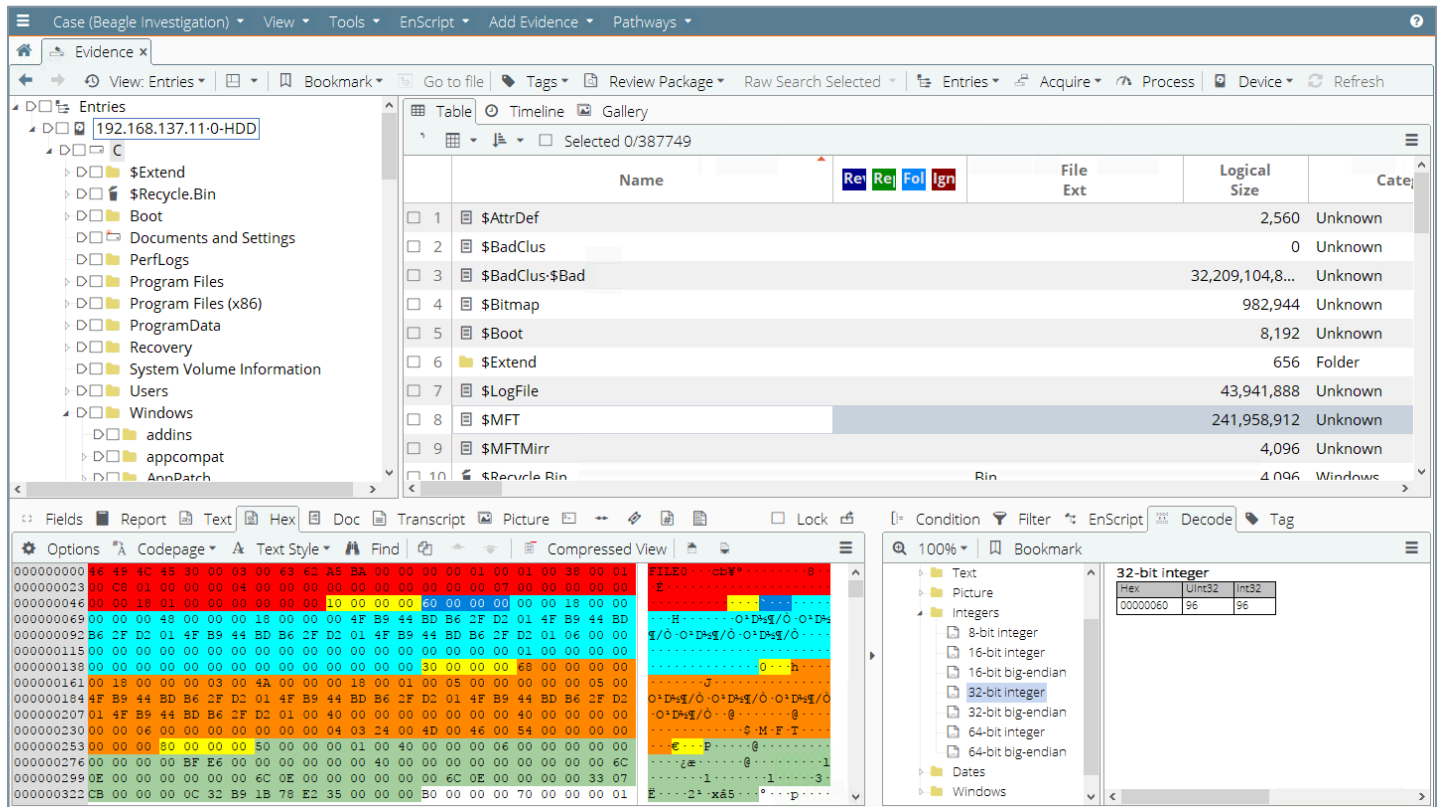 Case (Beagle Investigation) View Tools EnScript Add Evidence Pathways ?
Evidence ×
View: Entries Bookmark Go to file Tags Review Package Raw Search Selected Entries Acquire Process Device Refresh
Entries
192.168.137.11·0-HDD
C
$Extend
$Recycle.Bin
Boot
Documents and Settings
PerfLogs
Program Files
Program Files (x86)
ProgramData
Recovery
System Volume Information
Users
Windows
addins
appcompat
AppPatch
Table Timeline Gallery
Selected 0/387749
Name Rev Rep Fol Ign File Ext Logical Size Categ
1 $AttrDef 2,560 Unknown
2 $BadClus 0 Unknown
3 $BadClus·$Bad 32,209,104,8... Unknown
4 $Bitmap 982,944 Unknown
5 $Boot 8,192 Unknown
6 $Extend 656 Folder
7 $LogFile 43,941,888 Unknown
8 $MFT 241,958,912 Unknown
9 $MFTMirr 4,096 Unknown
10 $Recycle.Bin Bin 4,096 Windows
Fields Report Text Hex Doc Transcript Picture Lock
Options Codepage Text Style Find Compressed View
000000000 46 49 4C 45 30 00 03 00 63 62 A5 BA 00 00 00 00 01 00 01 00 38 00 01 FILE0···cb¥º········8··
000000023 00 C8 01 00 00 00 04 00 00 00 00 00 00 00 00 00 00 07 00 00 00 00 00
000000046 00 00 18 01 00 00 00 00 00 00 10 00 00 00 60 00 00 00 00 00 18 00 00
000000069 00 00 00 48 00 00 00 18 00 00 00 4F B9 44 BD B6 2F D2 01 4F B9 44 BD
000000092 B6 2F D2 01 4F B9 44 BD B6 2F D2 01 4F B9 44 BD B6 2F D2 01 06 00 00
000000115 00 00 00 00 00 00 00 00 00 00 00 00 00 00 00 00 00 00 01 00 00 00 00
000000138 00 00 00 00 00 00 00 00 00 00 00 00 00 00 30 00 00 00 68 00 00 00 00
000000161 00 18 00 00 00 03 00 4A 00 00 00 18 00 01 00 05 00 00 00 00 00 05 00
000000184 4F B9 44 BD B6 2F D2 01 4F B9 44 BD B6 2F D2 01 4F B9 44 BD B6 2F D2
000000207 01 4F B9 44 BD B6 2F D2 01 00 40 00 00 00 00 00 00 40 00 00 00 00 00
000000230 00 00 06 00 00 00 00 00 00 00 04 03 24 00 4D 00 46 00 54 00 00 00 00
000000253 00 00 00 80 00 00 00 50 00 00 00 01 00 40 00 00 00 06 00 00 00 00 00
000000276 00 00 00 00 BF E6 00 00 00 00 00 00 40 00 00 00 00 00 00 00 00 00 6C
000000299 0E 00 00 00 00 00 6C 0E 00 00 00 00 00 6C 0E 00 00 00 00 33 07
000000322 CB 00 00 00 0C 32 B9 1B 78 E2 35 00 00 00 B0 00 00 00 70 00 00 00 01
Condition Filter EnScript Decode Tag
100% Bookmark
Text
Picture
Integers
8-bit integer
16-bit integer
16-bit big-endian
32-bit integer
32-bit big-endian
64-bit integer
64-bit big-endian
Dates
Windows
32-bit integer
Hex UInt32 Int32
00000060 96 96